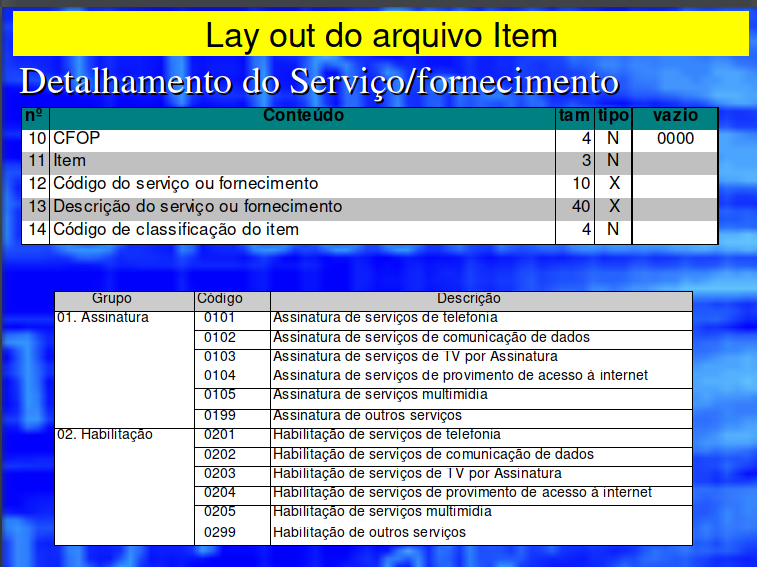 Lay out do arquivo Item
Detalhamento do Serviço/fornecimento
nº Conteúdo tam tipo vazio
10 CFOP 4 N 0000
11 Item 3 N
12 Código do serviço ou fornecimento 10 X
13 Descrição do serviço ou fornecimento 40 X
14 Código de classificação do item 4 N
Grupo Código Descrição
01. Assinatura 0101 Assinatura de serviços de telefonia
0102 Assinatura de serviços de comunicação de dados
0103 Assinatura de serviços de TV por Assinatura
0104 Assinatura de serviços de provimento de acesso à internet
0105 Assinatura de serviços multimidia
0199 Assinatura de outros serviços
02. Habilitação 0201 Habilitação de serviços de telefonia
0202 Habilitação de serviços de comunicação de dados
0203 Habilitação de serviços de TV por Assinatura
0204 Habilitação de serviços de provimento de acesso à internet
0205 Habilitação de serviços multimidia
0299 Habilitação de outros serviços